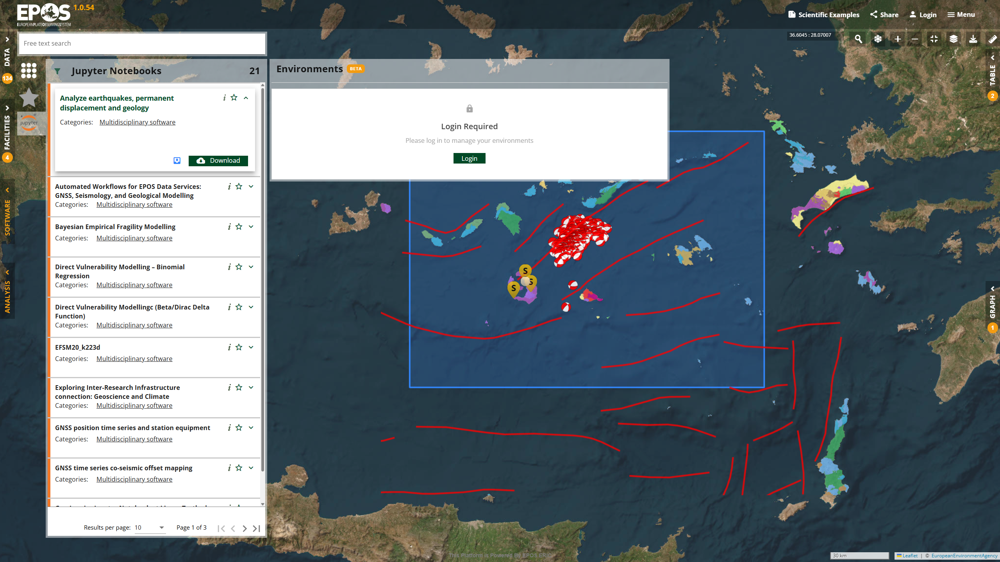 EPOS 1.0.54
EUROPEANPLATEOBSERVINGSYSTEM
Scientific Examples
Share
Login
Menu
Free text search
36.6045 : 28.07007
DATA
134
FACILITIES
4
SOFTWARE
ANALYSIS
jupyter
Jupyter Notebooks 21
Analyze earthquakes, permanent
displacement and geology
Categories: Multidisciplinary software
Download
Automated Workflows for EPOS Data Services:
GNSS, Seismology, and Geological Modelling
Categories: Multidisciplinary software
Bayesian Empirical Fragility Modelling
Categories: Multidisciplinary software
Direct Vulnerability Modelling – Binomial
Regression
Categories: Multidisciplinary software
Direct Vulnerability Modellingc (Beta/Dirac Delta
Function)
Categories: Multidisciplinary software
EFSM20_k223d
Categories: Multidisciplinary software
Exploring Inter-Research Infrastructure
connection: Geoscience and Climate
Categories: Multidisciplinary software
GNSS position time series and station equipment
Categories: Multidisciplinary software
GNSS time series co-seismic offset mapping
Categories: Multidisciplinary software
Results per page: 10 Page 1 of 3
Environments BETA
Login Required
Please log in to manage your environments
Login
S
S
S
TABLE
2
GRAPH
1
This Platform is Powered By EPOS ERIC
30 km
Leaflet | © EuropeanEnvironmentAgency